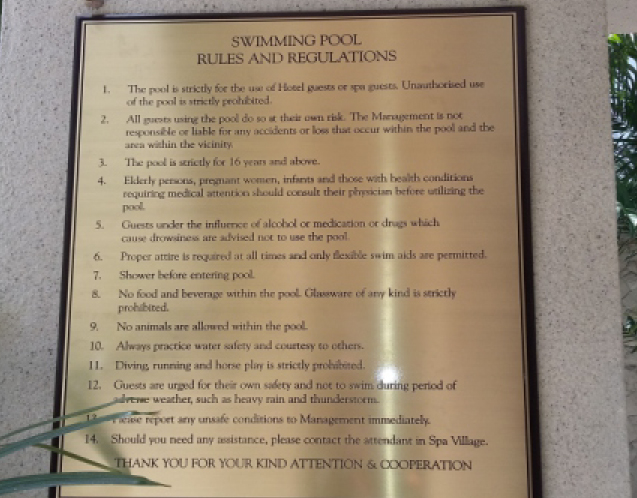 SWIMMING POOL
RULES AND REGULATIONS
1. The pool is strictly for the use of Hotel guests or spa guests. Unauthorised use
of the pool is strictly prohibited.
2. All guests using the pool do so at their own risk. The Management is not
responsible or liable for any accidents or loss that occur within the pool and the
area within the vicinity.
3. The pool is strictly for 16 years and above.
4. Elderly persons, pregnant women, infants and those with health conditions
requiring medical attention should consult their physician before utilizing the
pool.
5. Guests under the influence of alcohol or medication or drugs which
cause drowsiness are advised not to use the pool.
6. Proper attire is required at all times and only flexible swim aids are permitted.
7. Shower before entering pool.
8. No food and beverage within the pool. Glassware of any kind is strictly
prohibited.
9. No animals are allowed within the pool.
10. Always practice water safety and courtesy to others.
11. Diving, running and horse play is strictly prohibited.
12. Guests are urged for their own safety and not to swim during period of
adverse weather, such as heavy rain and thunderstorm.
13. Please report any unsafe conditions to Management immediately.
14. Should you need any assistance, please contact the attendant in Spa Village.
THANK YOU FOR YOUR KIND ATTENTION & COOPERATION